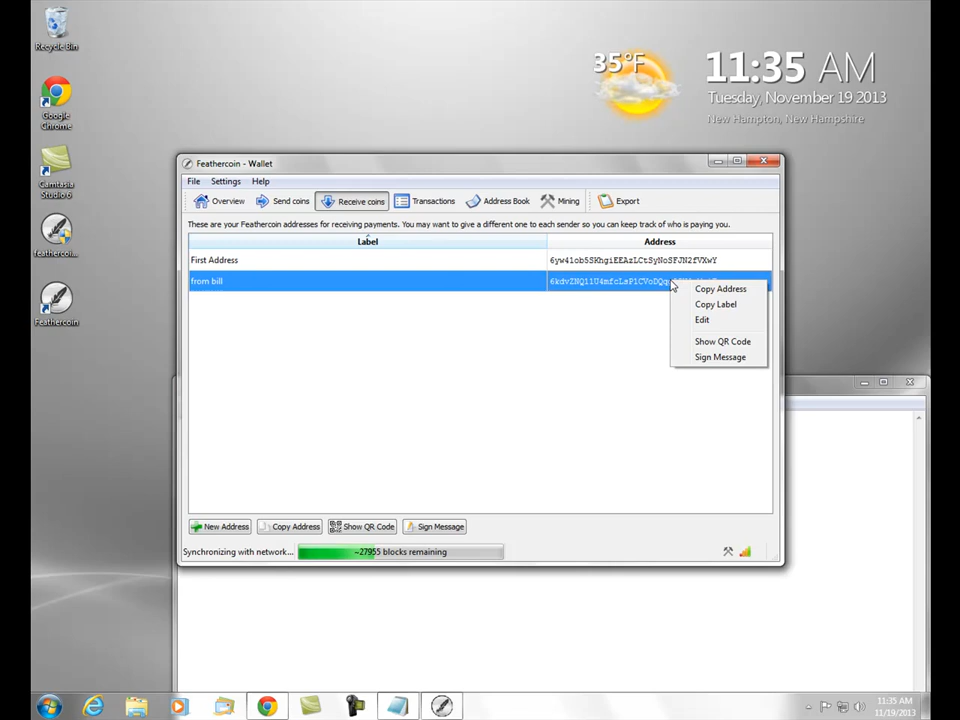 Recycle Bin
Google
Chrome
Camtasia
Studio 6
feathercoi...
Feathercoin
35°F
11:35 AM
Tuesday, November 19 2013
New Hampton, New Hampshire
Feathercoin - Wallet
File Settings Help
Overview Send coins Receive coins Transactions Address Book Mining Export
These are your Feathercoin addresses for receiving payments. You may want to give a different one to each sender so you can keep track of who is paying you.
Label Address
First Address
from bill
Copy Address
Copy Label
Edit
Show QR Code
Sign Message
New Address Copy Address Show QR Code Sign Message
Synchronizing with network... ~27955 blocks remaining
11:35 AM
11/19/2013